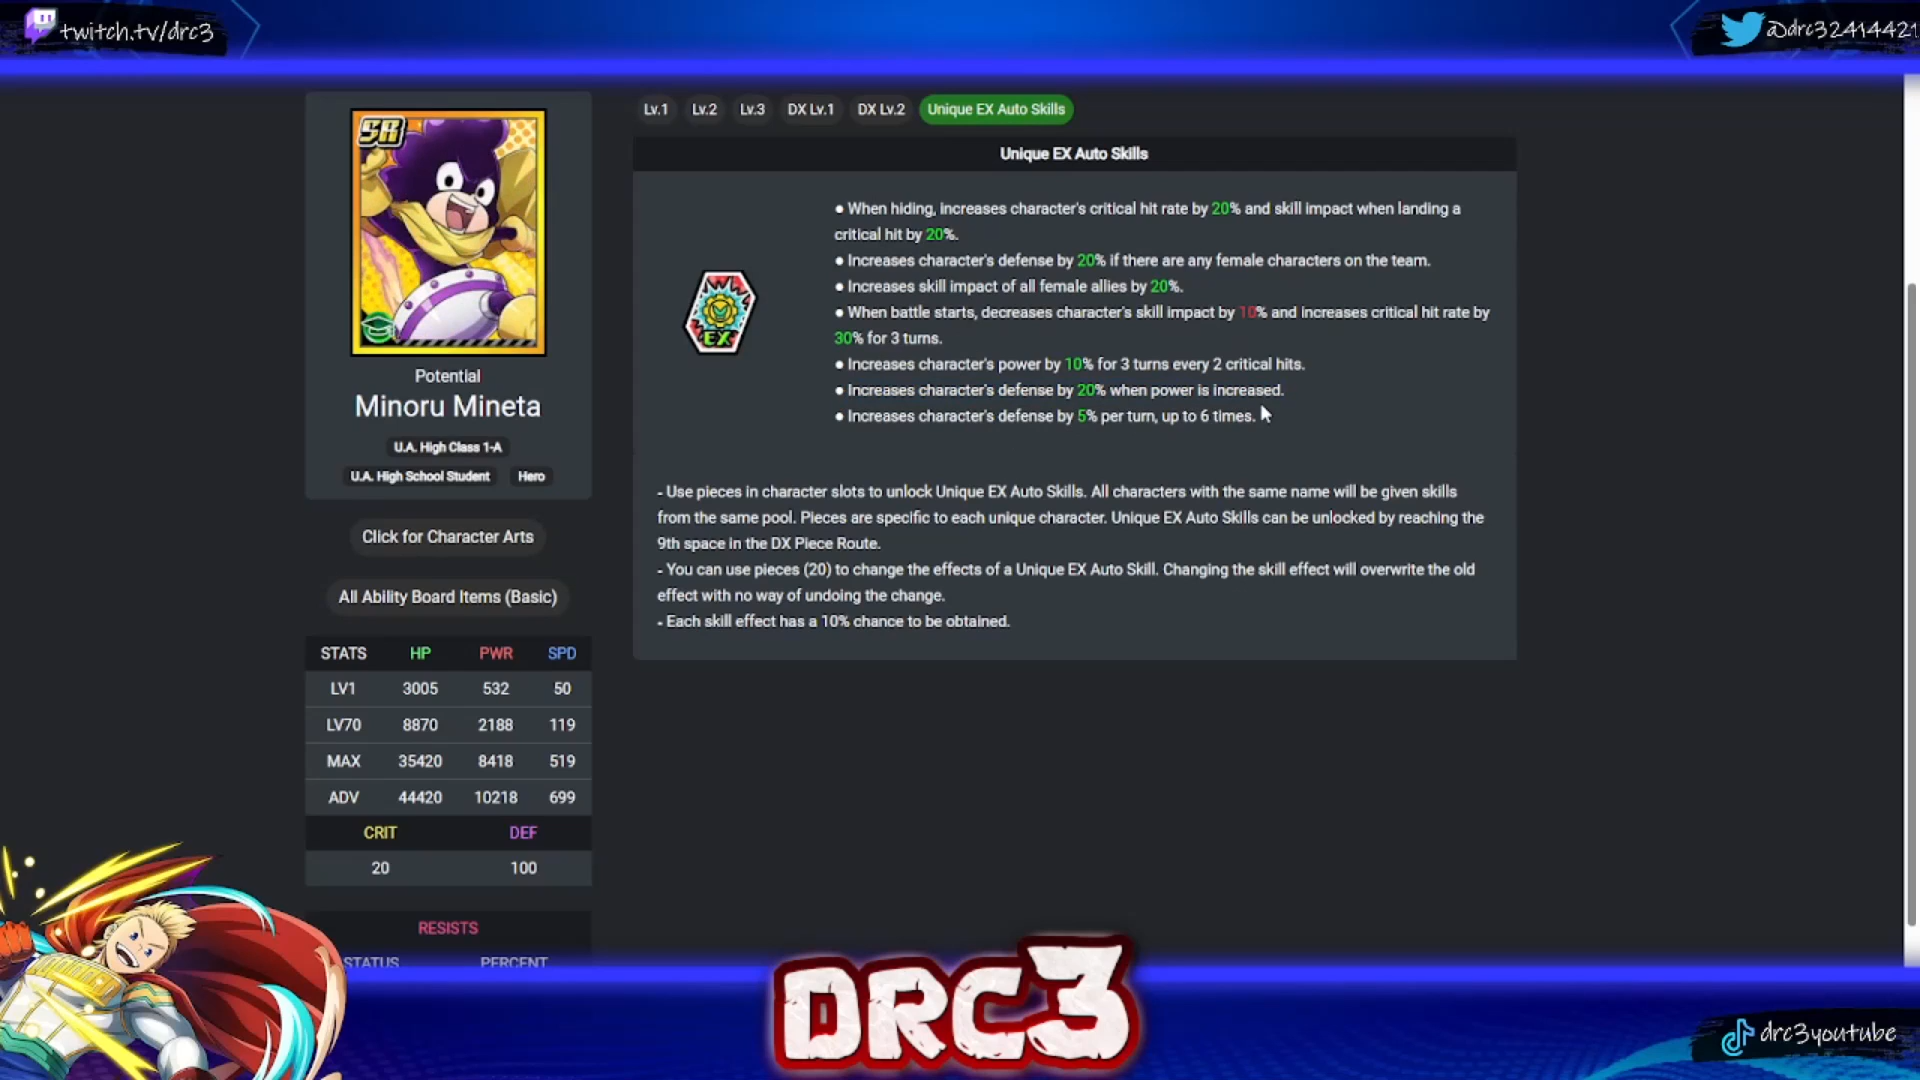 twitch.tv/drc3
@drc32414421
SR
Potential
Minoru Mineta
U.A. High Class 1-A
U.A. High School Student Hero
Click for Character Arts
All Ability Board Items (Basic)
STATS HP PWR SPD
LV1 3005 532 50
LV70 8870 2188 119
MAX 35420 8418 519
ADV 44420 10218 699
CRIT DEF
20 100
RESISTS
STATUS PERCENT
Lv.1 Lv.2 Lv.3 DX Lv.1 DX Lv.2 Unique EX Auto Skills
Unique EX Auto Skills
EX
● When hiding, increases character's critical hit rate by 20% and skill impact when landing a
critical hit by 20%.
● Increases character's defense by 20% if there are any female characters on the team.
● Increases skill impact of all female allies by 20%.
● When battle starts, decreases character's skill impact by 10% and increases critical hit rate by
30% for 3 turns.
● Increases character's power by 10% for 3 turns every 2 critical hits.
● Increases character's defense by 20% when power is increased.
● Increases character's defense by 5% per turn, up to 6 times.
- Use pieces in character slots to unlock Unique EX Auto Skills. All characters with the same name will be given skills
from the same pool. Pieces are specific to each unique character. Unique EX Auto Skills can be unlocked by reaching the
9th space in the DX Piece Route.
- You can use pieces (20) to change the effects of a Unique EX Auto Skill. Changing the skill effect will overwrite the old
effect with no way of undoing the change.
- Each skill effect has a 10% chance to be obtained.
DRC3
drc3youtube